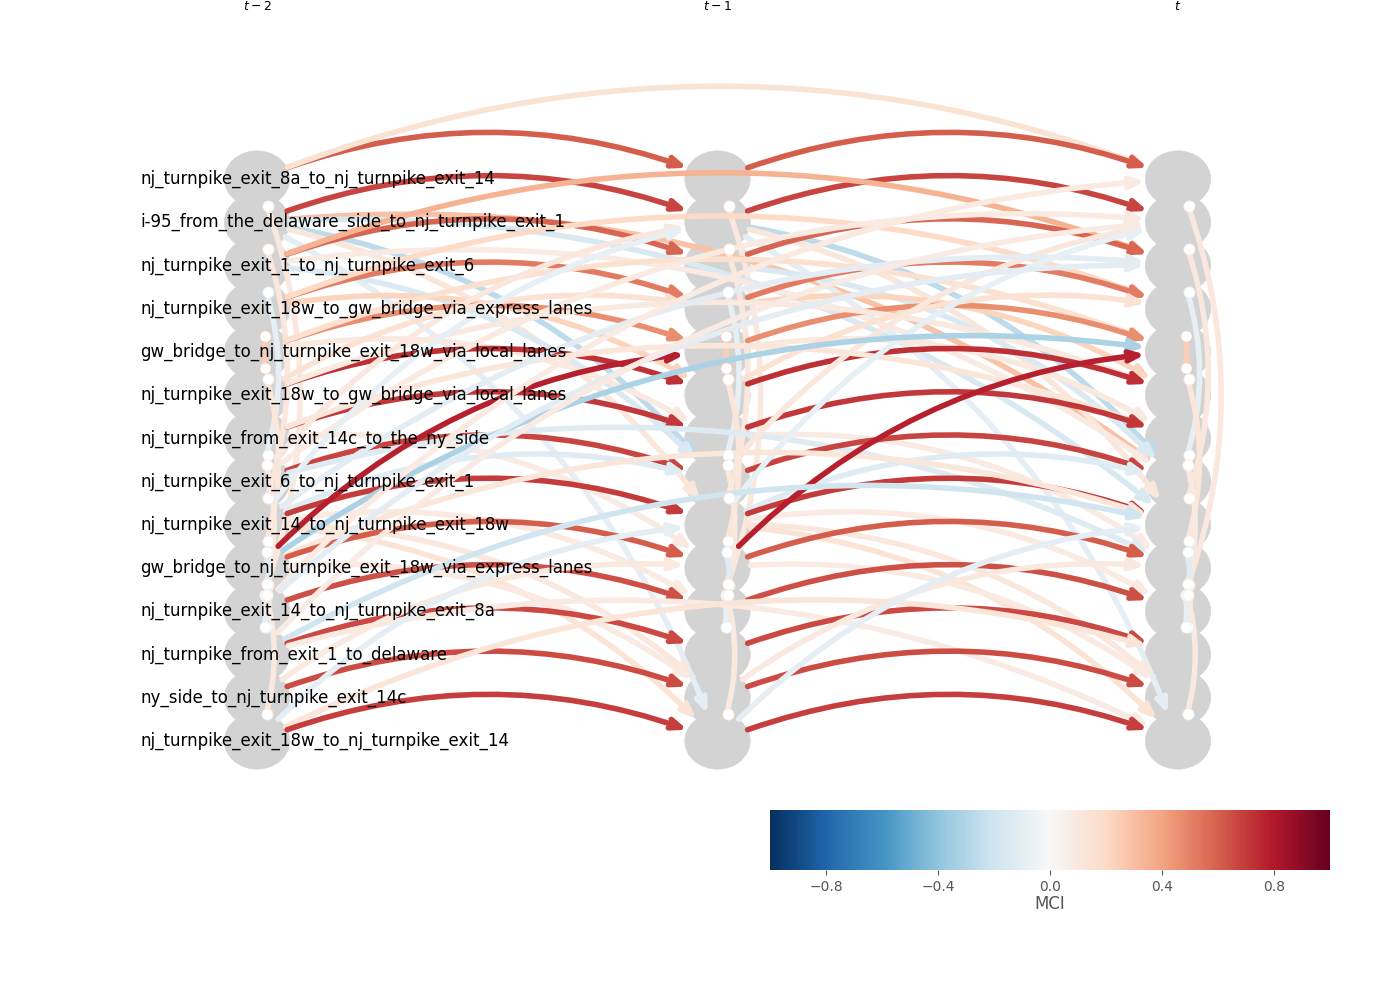 t − 2 t − 1 t
nj_turnpike_exit_8a_to_nj_turnpike_exit_14
i-95_from_the_delaware_side_to_nj_turnpike_exit_1
nj_turnpike_exit_1_to_nj_turnpike_exit_6
nj_turnpike_exit_18w_to_gw_bridge_via_express_lanes
gw_bridge_to_nj_turnpike_exit_18w_via_local_lanes
nj_turnpike_exit_18w_to_gw_bridge_via_local_lanes
nj_turnpike_from_exit_14c_to_the_ny_side
nj_turnpike_exit_6_to_nj_turnpike_exit_1
nj_turnpike_exit_14_to_nj_turnpike_exit_18w
gw_bridge_to_nj_turnpike_exit_18w_via_express_lanes
nj_turnpike_exit_14_to_nj_turnpike_exit_8a
nj_turnpike_from_exit_1_to_delaware
ny_side_to_nj_turnpike_exit_14c
nj_turnpike_exit_18w_to_nj_turnpike_exit_14
−0.8 −0.4 0.0 0.4 0.8
MCI